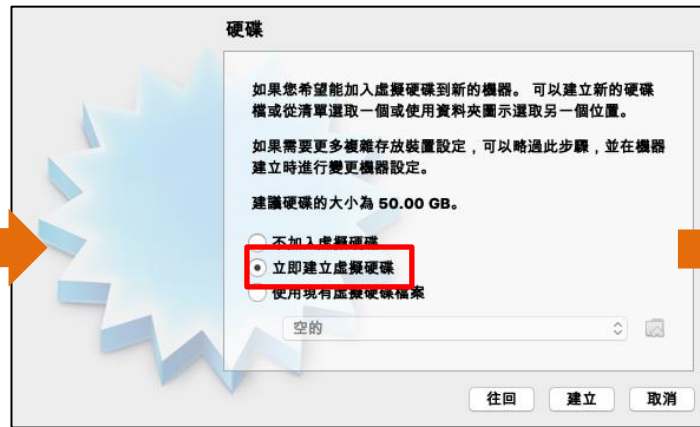 硬碟
如果您希望能加入虛擬硬碟到新的機器。 可以建立新的硬碟
檔或從清單選取一個或使用資料夾圖示選取另一個位置。
如果需要更多複雜存放裝置設定，可以略過此步驟，並在機器
建立時進行變更機器設定。
建議硬碟的大小為 50.00 GB。
不加入虛擬硬碟
立即建立虛擬硬碟
使用現有虛擬硬碟檔案
空的
往回 建立 取消